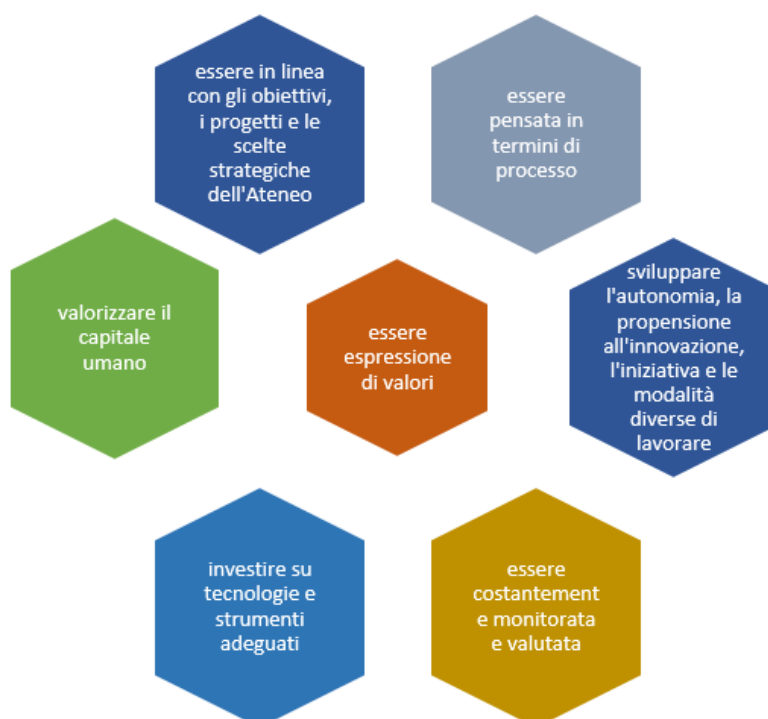 essere in linea
con gli obiettivi,
i progetti e le
scelte
strategiche
dell'Ateneo
essere
pensata in
termini di
processo
valorizzare il
capitale
umano
essere
espressione
di valori
sviluppare
l'autonomia, la
propensione
all'innovazione,
l'iniziativa e le
modalità
diverse di
lavorare
investire su
tecnologie e
strumenti
adeguati
essere
costantement
e monitorata
e valutata